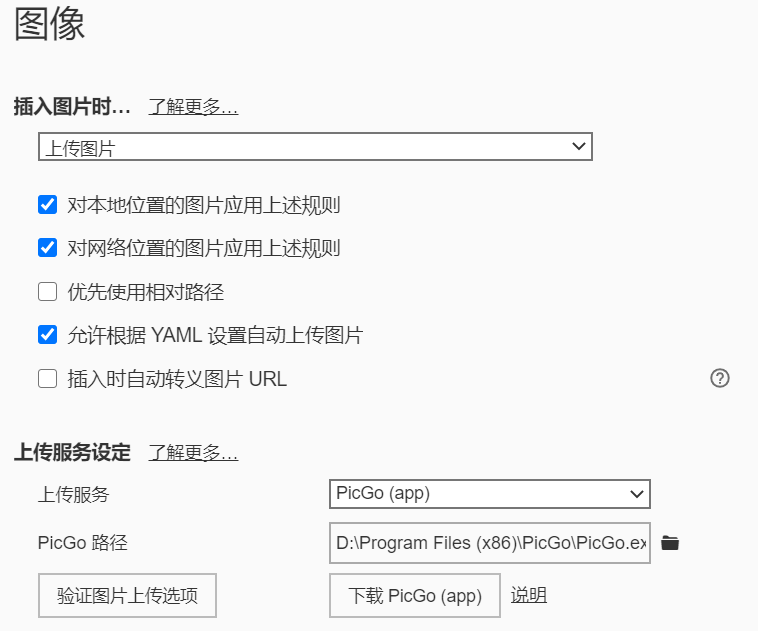 图像
插入图片时… 了解更多…
上传图片
对本地位置的图片应用上述规则
对网络位置的图片应用上述规则
优先使用相对路径
允许根据 YAML 设置自动上传图片
插入时自动转义图片 URL
上传服务设定 了解更多…
上传服务 PicGo (app)
PicGo 路径 D:\Program Files (x86)\PicGo\PicGo.ex
验证图片上传选项 下载 PicGo (app) 说明